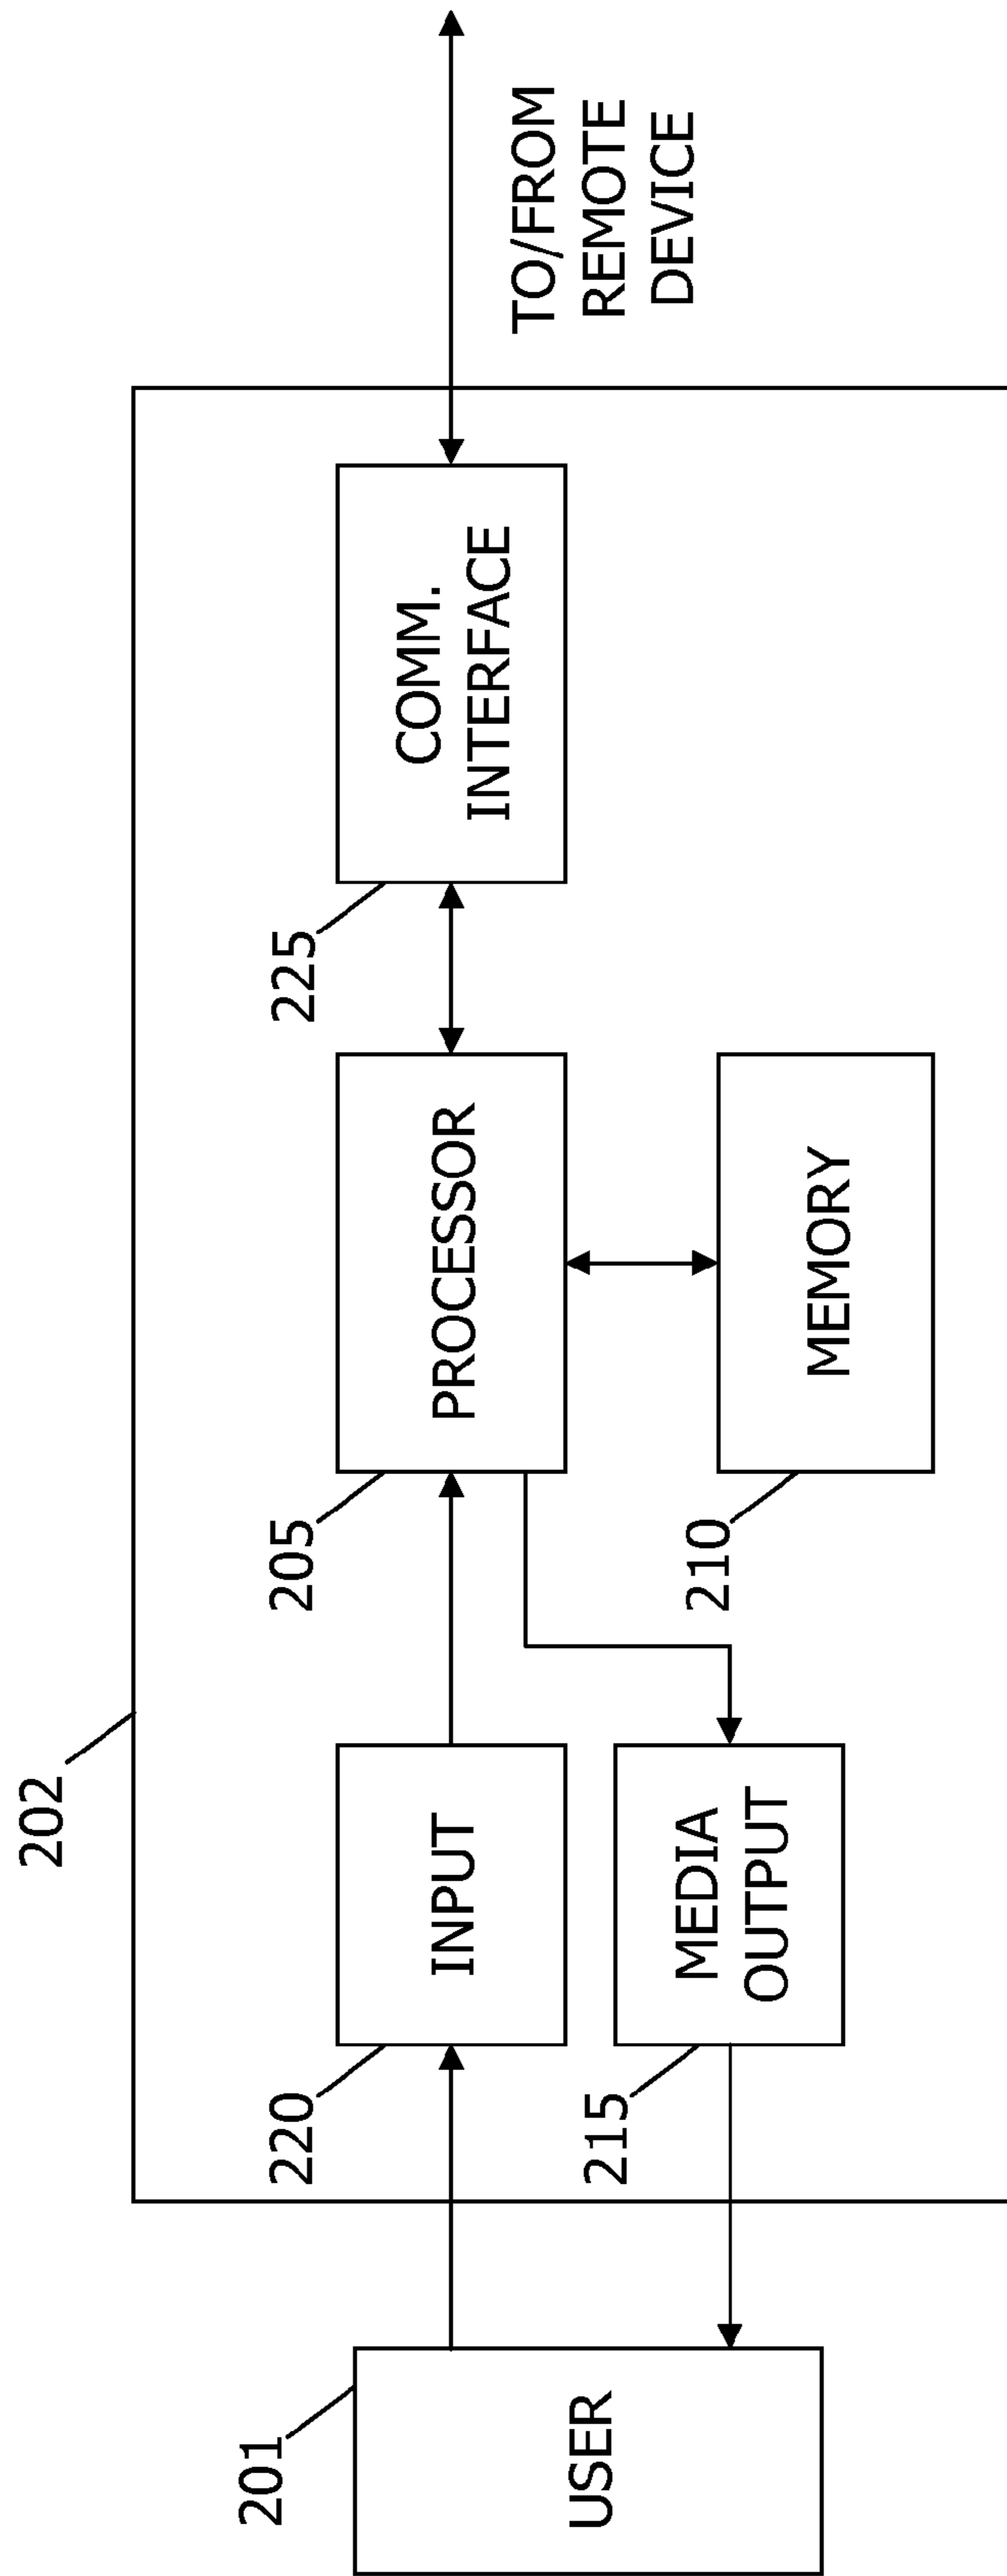 202
225
COMM.
INTERFACE
TO/FROM
REMOTE
DEVICE
205
PROCESSOR
210
MEMORY
220
INPUT
215
MEDIA
OUTPUT
201
USER